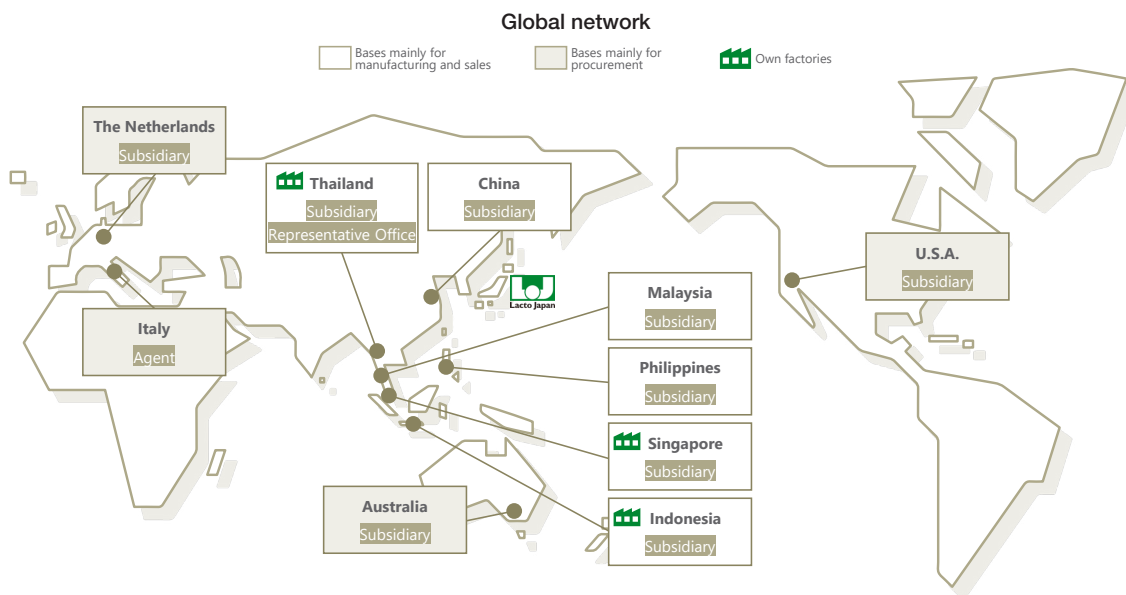 Global network
Bases mainly for
manufacturing and sales
Bases mainly for
procurement
Own factories
The Netherlands
Subsidiary
Thailand
Subsidiary
Representative Office
China
Subsidiary
U.S.A.
Subsidiary
Lacto Japan
Malaysia
Subsidiary
Italy
Agent
Philippines
Subsidiary
Singapore
Subsidiary
Australia
Subsidiary
Indonesia
Subsidiary